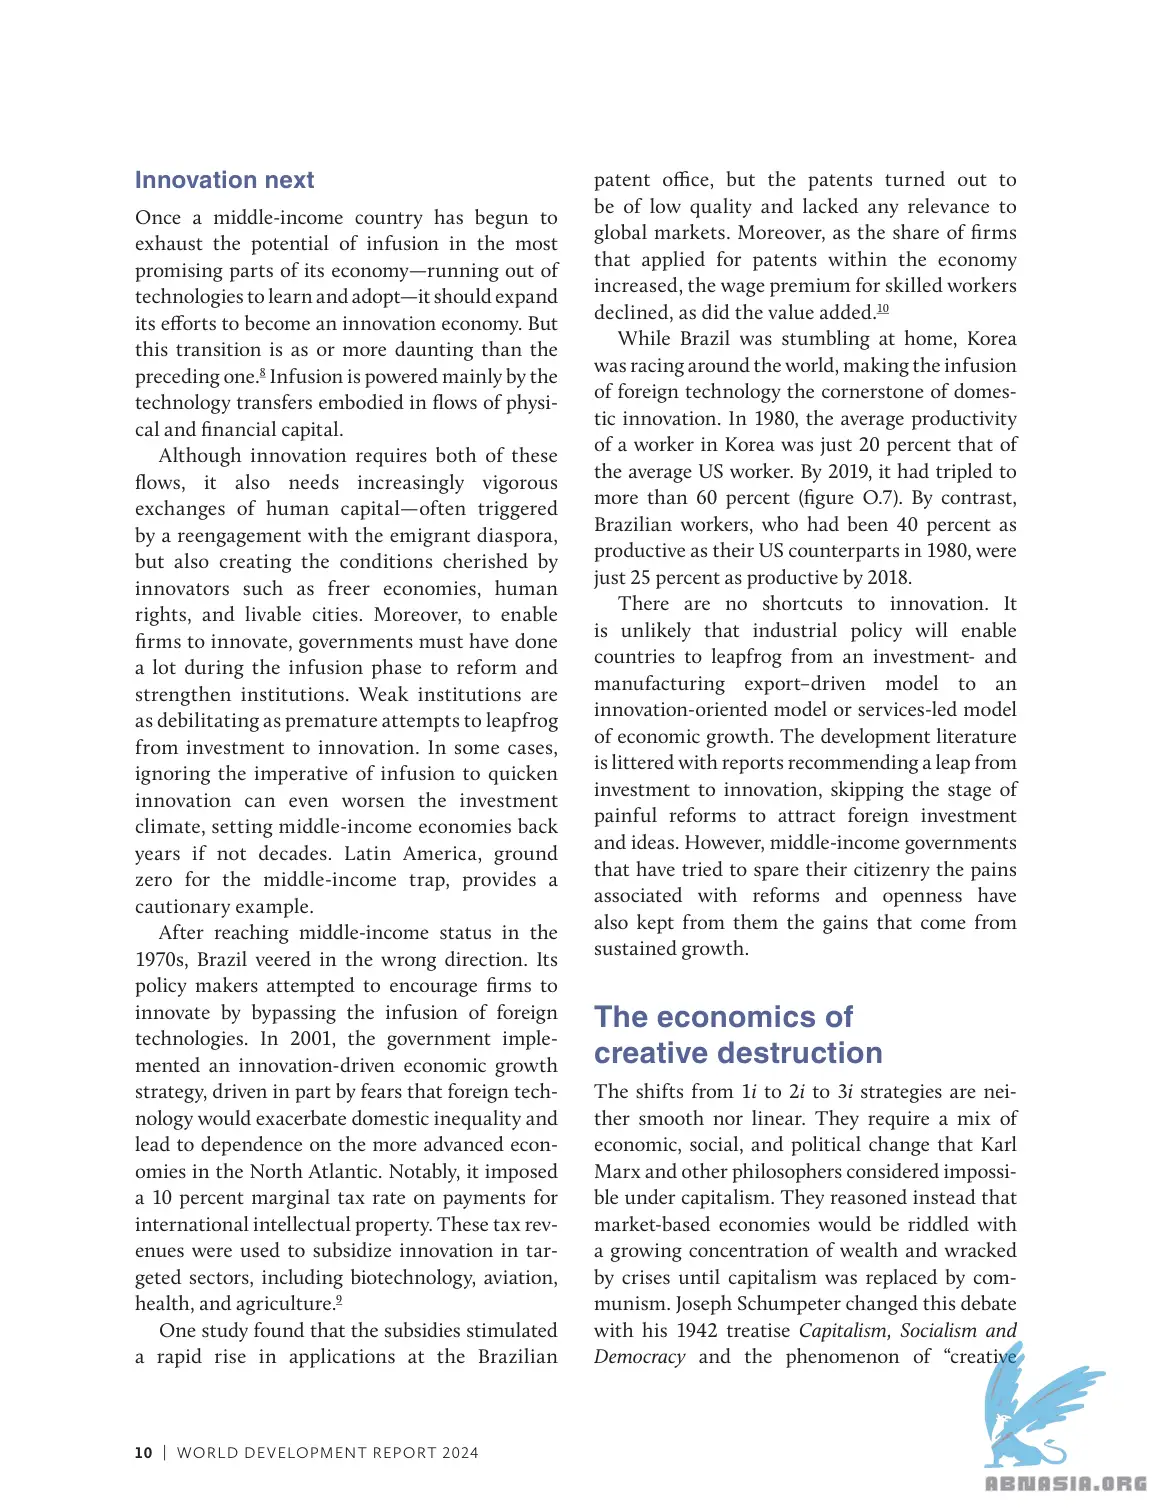 Innovation next
Once a middle-income country has begun to
exhaust the potential of infusion in the most
promising parts of its economy—running out of
technologies to learn and adopt—it should expand
its efforts to become an innovation economy. But
this transition is as or more daunting than the
preceding one.8 Infusion is powered mainly by the
technology transfers embodied in flows of physi-
cal and financial capital.
Although innovation requires both of these
flows, it also needs increasingly vigorous
exchanges of human capital—often triggered
by a reengagement with the emigrant diaspora,
but also creating the conditions cherished by
innovators such as freer economies, human
rights, and livable cities. Moreover, to enable
firms to innovate, governments must have done
a lot during the infusion phase to reform and
strengthen institutions. Weak institutions are
as debilitating as premature attempts to leapfrog
from investment to innovation. In some cases,
ignoring the imperative of infusion to quicken
innovation can even worsen the investment
climate, setting middle-income economies back
years if not decades. Latin America, ground
zero for the middle-income trap, provides a
cautionary example.
After reaching middle-income status in the
1970s, Brazil veered in the wrong direction. Its
policy makers attempted to encourage firms to
innovate by bypassing the infusion of foreign
technologies. In 2001, the government imple-
mented an innovation-driven economic growth
strategy, driven in part by fears that foreign tech-
nology would exacerbate domestic inequality and
lead to dependence on the more advanced econ-
omies in the North Atlantic. Notably, it imposed
a 10 percent marginal tax rate on payments for
international intellectual property. These tax rev-
enues were used to subsidize innovation in tar-
geted sectors, including biotechnology, aviation,
health, and agriculture.9
One study found that the subsidies stimulated
a rapid rise in applications at the Brazilian
patent office, but the patents turned out to
be of low quality and lacked any relevance to
global markets. Moreover, as the share of firms
that applied for patents within the economy
increased, the wage premium for skilled workers
declined, as did the value added.10
While Brazil was stumbling at home, Korea
was racing around the world, making the infusion
of foreign technology the cornerstone of domes-
tic innovation. In 1980, the average productivity
of a worker in Korea was just 20 percent that of
the average US worker. By 2019, it had tripled to
more than 60 percent (figure O.7). By contrast,
Brazilian workers, who had been 40 percent as
productive as their US counterparts in 1980, were
just 25 percent as productive by 2018.
There are no shortcuts to innovation. It
is unlikely that industrial policy will enable
countries to leapfrog from an investment- and
manufacturing export–driven model to an
innovation-oriented model or services-led model
of economic growth. The development literature
is littered with reports recommending a leap from
investment to innovation, skipping the stage of
painful reforms to attract foreign investment
and ideas. However, middle-income governments
that have tried to spare their citizenry the pains
associated with reforms and openness have
also kept from them the gains that come from
sustained growth.
The economics of
creative destruction
The shifts from 1i to 2i to 3i strategies are nei-
ther smooth nor linear. They require a mix of
economic, social, and political change that Karl
Marx and other philosophers considered impossi-
ble under capitalism. They reasoned instead that
market-based economies would be riddled with
a growing concentration of wealth and wracked
by crises until capitalism was replaced by com-
munism. Joseph Schumpeter changed this debate
with his 1942 treatise Capitalism, Socialism and
Democracy and the phenomenon of “creative
10 | WORLD DEVELOPMENT REPORT 2024
ABNASIA.ORG